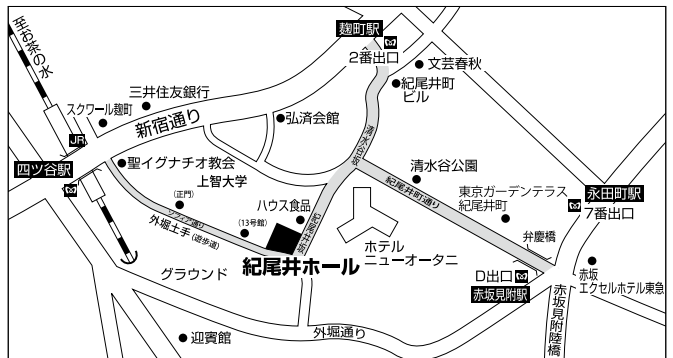 至お茶の水
麹町駅
2番出口
文芸春秋
紀尾井町
ビル
三井住友銀行
スクワール麹町
新宿通り
弘済会館
清水谷坂
JR
四ツ谷駅
聖イグナチオ教会
上智大学
清水谷公園
紀尾井町通り
東京ガーデンテラス
紀尾井町
永田町駅
7番出口
(正門)
ソフィア通り
外堀土手(遊歩道)
(13号館)
ハウス食品
紀尾井坂
紀尾井ホール
ホテル
ニューオータニ
弁慶橋
D出口
赤坂見附駅
赤坂
エクセルホテル東急
グラウンド
迎賓館
外堀通り
赤坂見附陸橋